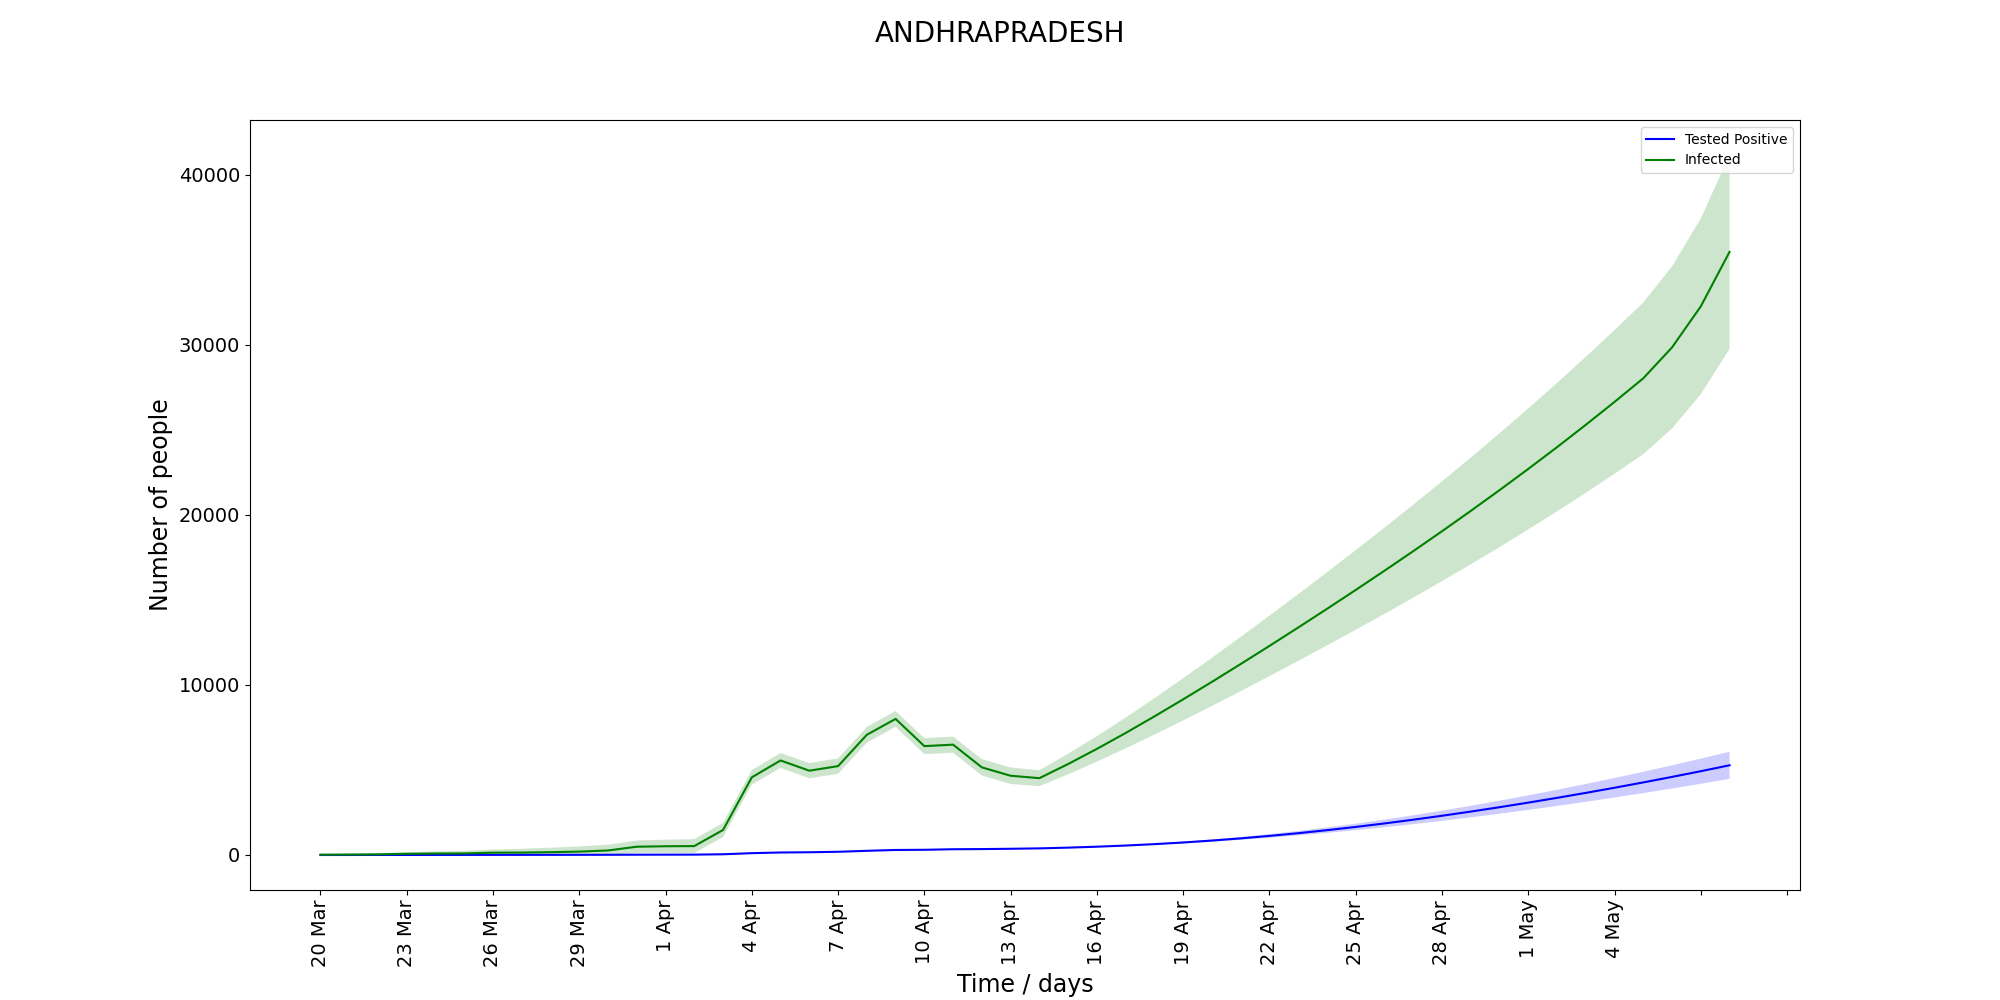 ANDHRAPRADESH
Tested Positive
Infected
40000
30000
20000
10000
0
Number of people
20 Mar
23 Mar
26 Mar
29 Mar
1 Apr
4 Apr
7 Apr
10 Apr
13 Apr
16 Apr
19 Apr
22 Apr
25 Apr
28 Apr
1 May
4 May
Time / days